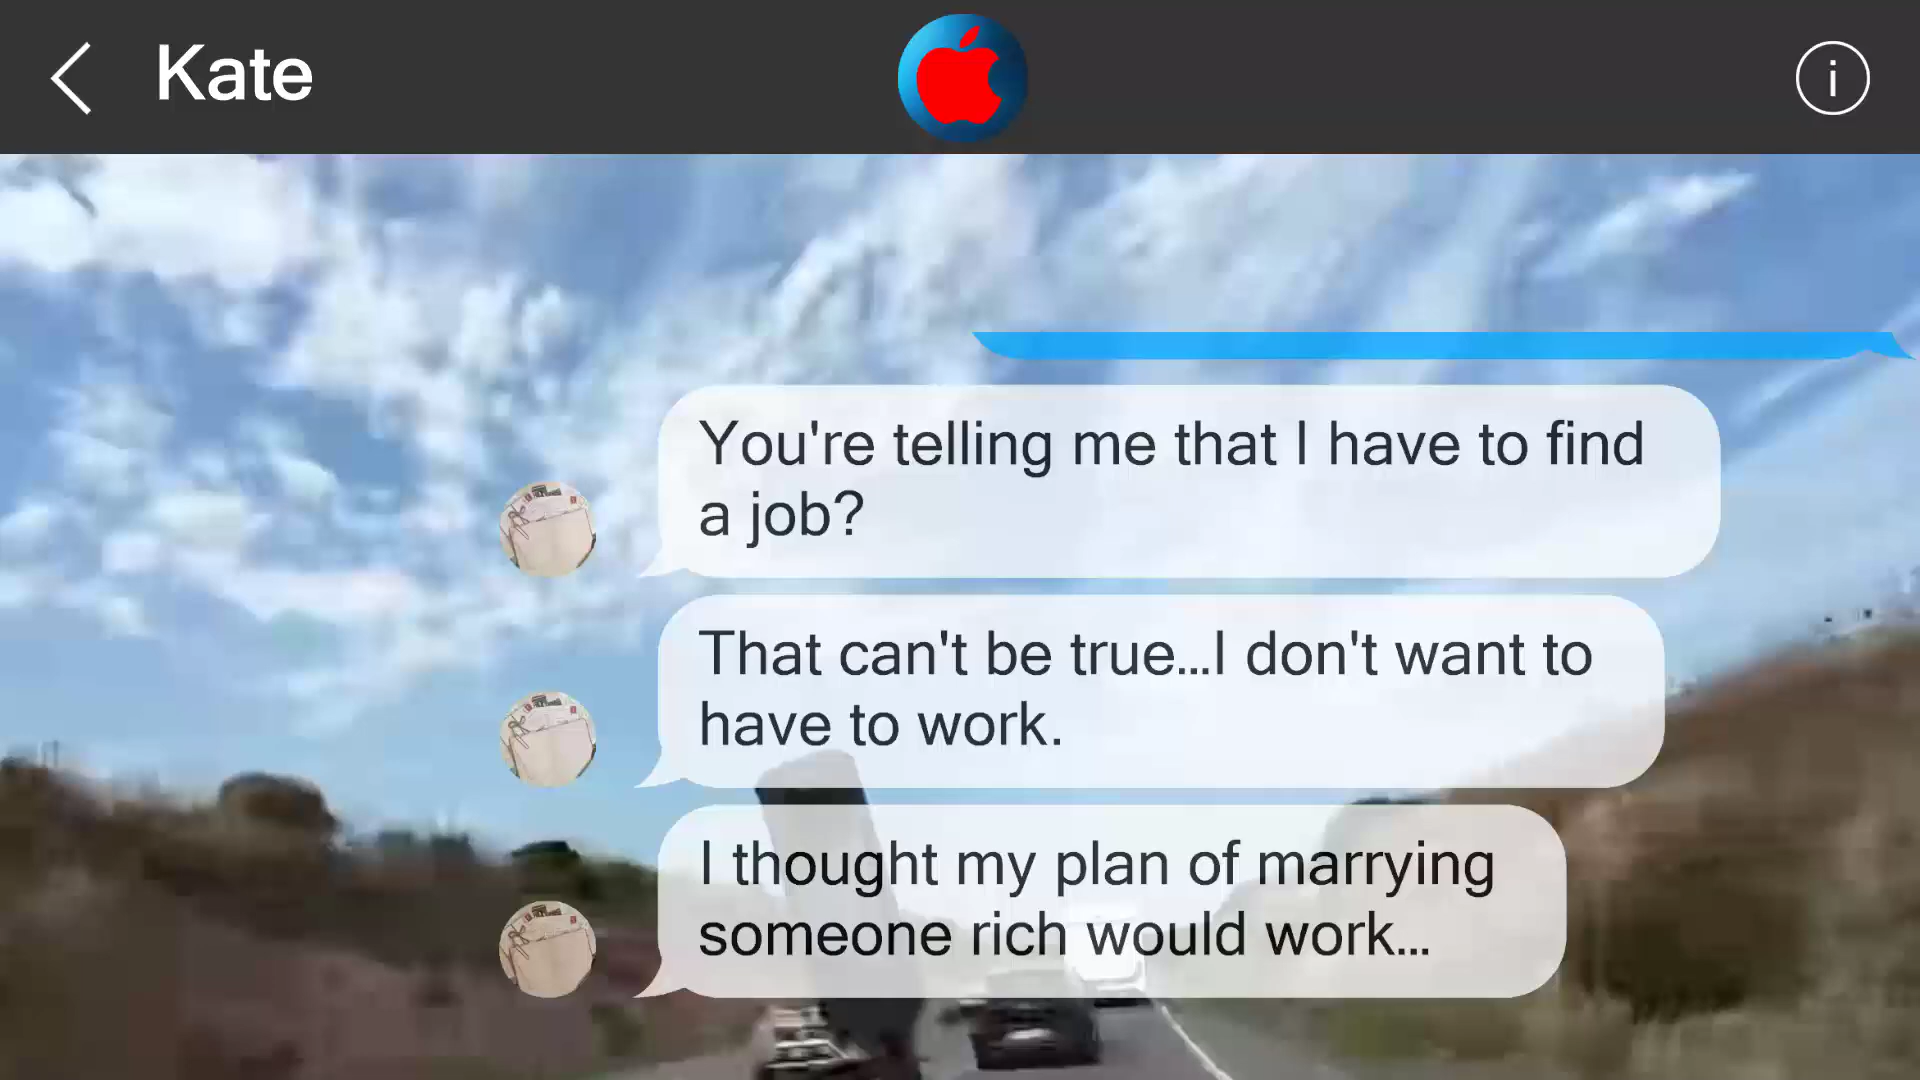 Kate
i
You're telling me that I have to find
a job?
That can't be true...I don't want to
have to work.
I thought my plan of marrying
someone rich would work...